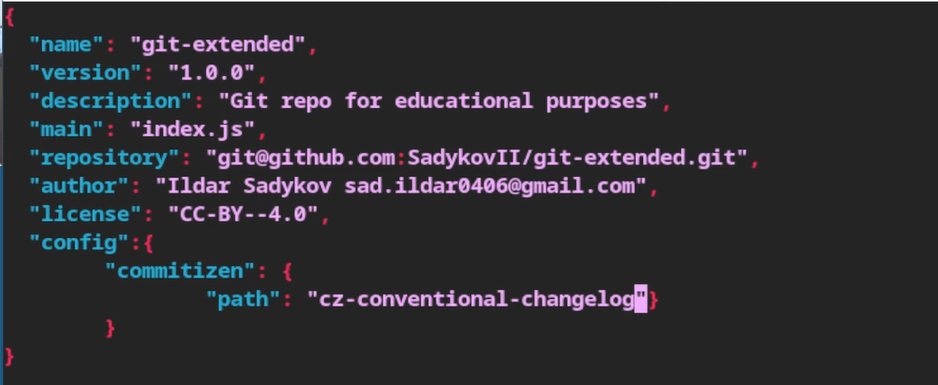 {
  "name": "git-extended",
  "version": "1.0.0",
  "description": "Git repo for educational purposes",
  "main": "index.js",
  "repository": "git@github.com:SadykovII/git-extended.git",
  "author": "Ildar Sadykov sad.ildar0406@gmail.com",
  "license": "CC-BY--4.0",
  "config":{
        "commitizen": {
                "path": "cz-conventional-changelog"}
        }
}